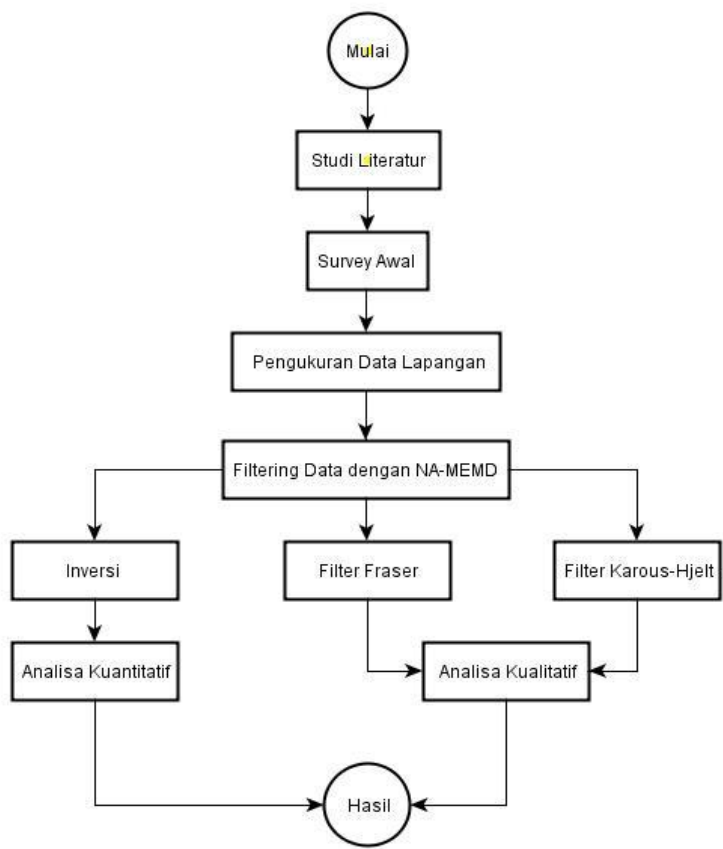 Mulai
Studi Literatur
Survey Awal
Pengukuran Data Lapangan
Filtering Data dengan NA-MEMD
Inversi
Filter Fraser
Filter Karous-Hjelt
Analisa Kuantitatif
Analisa Kualitatif
Hasil